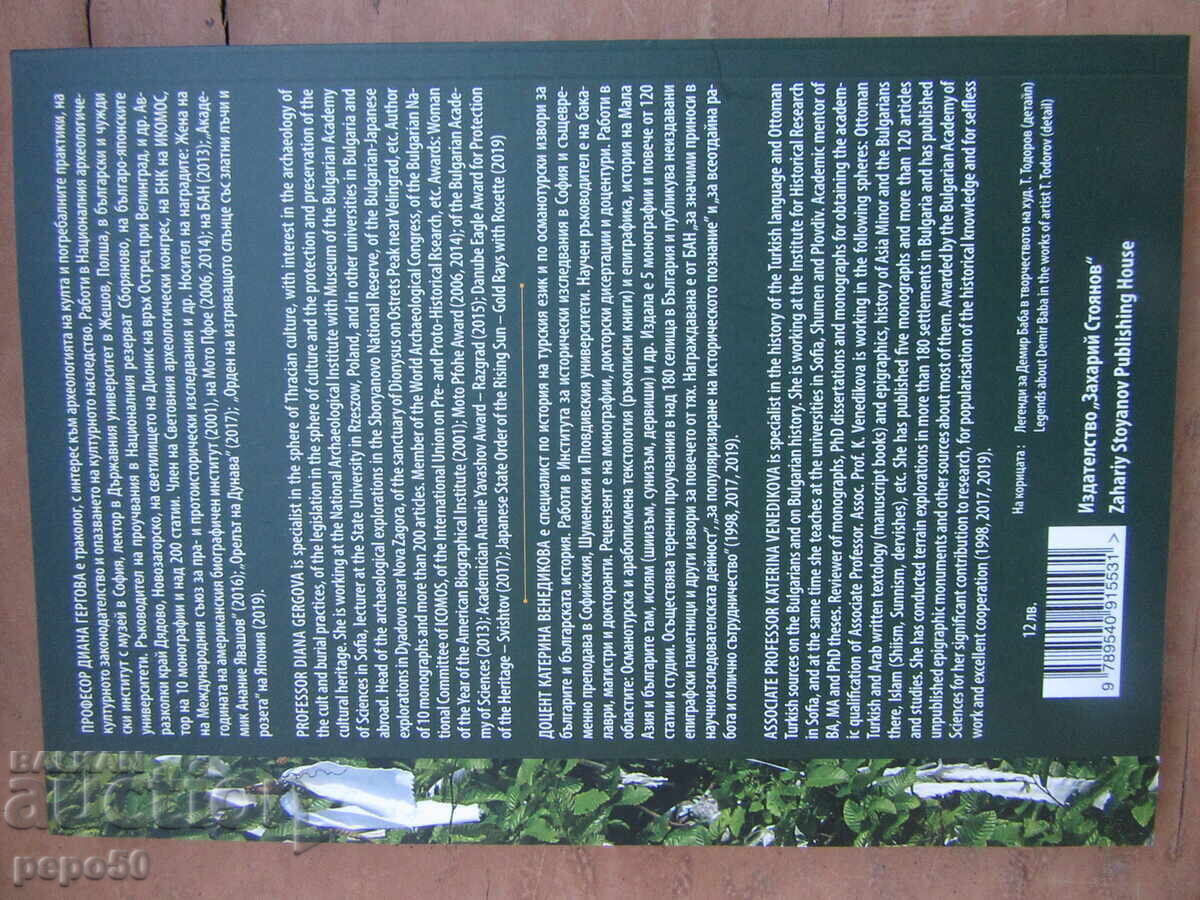 ПРОФЕСОР ДИАНА ГЕРГОВА е траколог, с интерес към археологията на култа и погребалните практики, на
културното законодателство и опазването на културното наследство. Работи в Националния археологиче-
ски институт с музей в София, лектор в Държавния университет в Жешов, Полша, в български и чужди
университети. Ръководител на проучвания в Националния резерват Сборяново, на българо-японските
разкопки край Дядово, Новозагорско, на светилището на Дионис на връх Острец при Велинград, и др. Ав-
тор на 10 монографии и над 200 статии. Член на Световния археологически конгрес, на БНК на ИКОМОС,
на Международния съюз за пра- и протоисторически изследвания и др. Носител на наградите: Жена на
годината на американския биографичен институт (2001), на Мото Пфое (2006, 2014); на БАН (2013); „Акаде-
мик Анание Явашов" (2016); „Орелът на Дунава" (2017); „Орден на изгряващото слънце със златни лъчи и
розета" на Япония (2019).
PROFESSOR DIANA GERGOVA is specialist in the sphere of Thracian culture, with interest in the archaeology of
the cult and burial practices, of the legislation in the sphere of culture and the protection and preservation of the
cultural heritage. She is working at the National Archaeological Institute with Museum of the Bulgarian Academy
of Sciences in Sofia, lecturer at the State University in Rzeszow, Poland, and in other universities in Bulgaria and
abroad. Head of the archaeological explorations in the Sboryanovo National Reserve, of the Bulgarian-Japanese
explorations in Dyadovo near Nova Zagora, of the sanctuary of Dionysus on Ostrets Peak near Velingrad, etc. Author
of 10 monographs and more than 200 articles. Member of the World Archaeological Congress, of the Bulgarian Na-
tional Committee of ICOMOS, of the International Union on Pre- and Proto-Historical Research, etc. Awards: Woman
of the Year of the American Biographical Institute (2001); Moto Pfohe Award (2006, 2014); of the Bulgarian Acade-
my of Sciences (2013); Academician Ananie Yavashov Award – Razgrad (2015); Danube Eagle Award for Protection
of the Heritage – Svishtov (2017); Japanese State Order of the Rising Sun – Gold Rays with Rosette (2019)
ДОЦЕНТ КАТЕРИНА ВЕНЕДИКОВА е специалист по история на турския език и по османотурски извори за
българите и българската история. Работи в Института за исторически изследвания в София и същевре-
менно преподава в Софийския, Шуменския и Пловдивския университети. Научен ръководител е на бака-
лаври, магистри и докторанти. Рецензент е на монографии, докторски дисертации и доцентури. Работи в
областите: Османотурска и арабописмена текстология (ръкописни книги) и епиграфика, история на Мала
Азия и българите там, ислям (шиизъм, сунизъм, дервиши) и др. Издала е 5 монографии и повече от 120
статии и студии. Осъществява теренни проучвания в над 180 селища в България и публикува неиздавани
епиграфски паметници и други извори за повечето от тях. Награждавана е от БАН „за значими приноси в
научноизследователската дейност", „за популяризиране на историческото познание" и „за всеотдайна ра-
бота и отлично сътрудничество" (1998, 2017, 2019).
ASSOCIATE PROFESSOR KATERINA VENEDIKOVA is specialist in the history of the Turkish language and Ottoman
Turkish sources on the Bulgarians and on Bulgarian history. She is working at the Institute for Historical Research
in Sofia, and at the same time she teaches at the universities in Sofia, Shumen and Plovdiv. Academic mentor of
BA, MA and PhD theses. Reviewer of monographs, PhD dissertations and monographs for obtaining the academ-
ic qualification of Associate Professor. Assoc. Prof. K. Venedikova is working in the following spheres: Ottoman
Turkish and Arab written textology (manuscript books) and epigraphics, history of Asia Minor and the Bulgarians
there, Islam (Shiism, Sunnism, dervishes), etc. She has published five monographs and more than 120 articles
and studies. She has conducted terrain explorations in more than 180 settlements in Bulgaria and has published
unpublished epigraphic monuments and other sources about most of them. Awarded by the Bulgarian Academy of
Sciences for her significant contribution to research, for popularisation of the historical knowledge and for selfless
work and excellent cooperation (1998, 2017, 2019).
На корицата: Легенди за Демир Баба в творчеството на худ. Т. Тодоров (детайл)
Legends about Demir Baba in the works of artist T. Todorov (detail)
12 лв.
9 789540 915531 >
Издателство „Захарий Стоянов"
Zahariy Stoyanov Publishing House
BALKAN
auction
pepo50